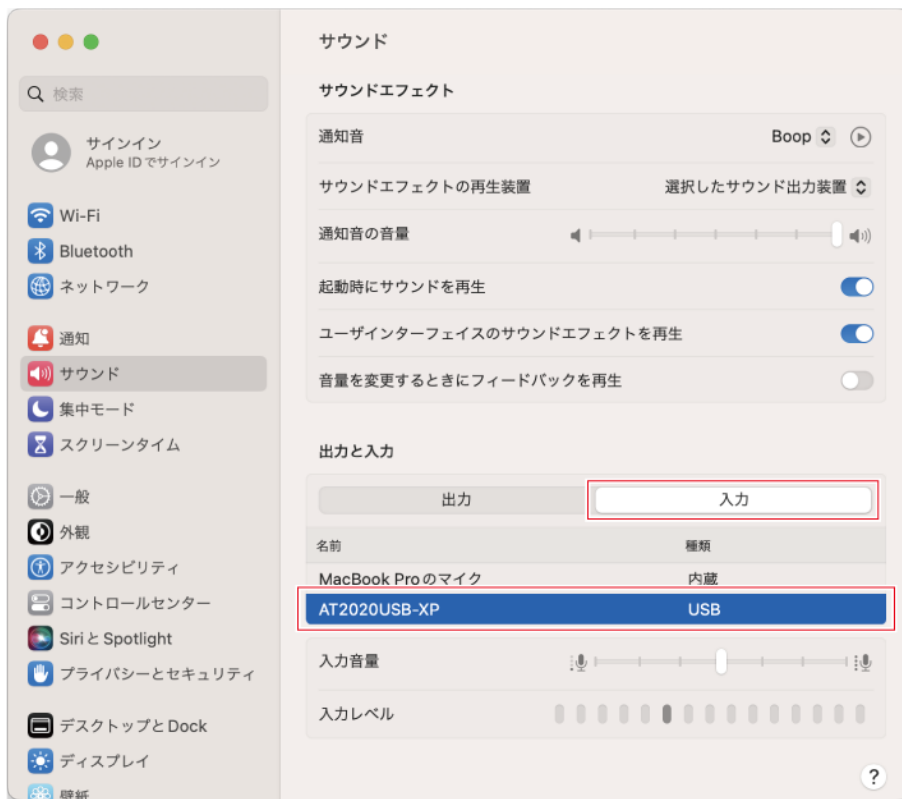 検索
サインイン
Apple ID でサインイン
Wi-Fi
Bluetooth
ネットワーク
通知
サウンド
集中モード
スクリーンタイム
一般
外観
アクセシビリティ
コントロールセンター
Siri と Spotlight
プライバシーとセキュリティ
デスクトップと Dock
ディスプレイ
壁紙
サウンド
サウンドエフェクト
通知音 Boop
サウンドエフェクトの再生装置 選択したサウンド出力装置
通知音の音量
起動時にサウンドを再生
ユーザインターフェイスのサウンドエフェクトを再生
音量を変更するときにフィードバックを再生
出力と入力
出力 入力
名前 種類
MacBook Pro のマイク 内蔵
AT2020USB-XP USB
入力音量
入力レベル
?